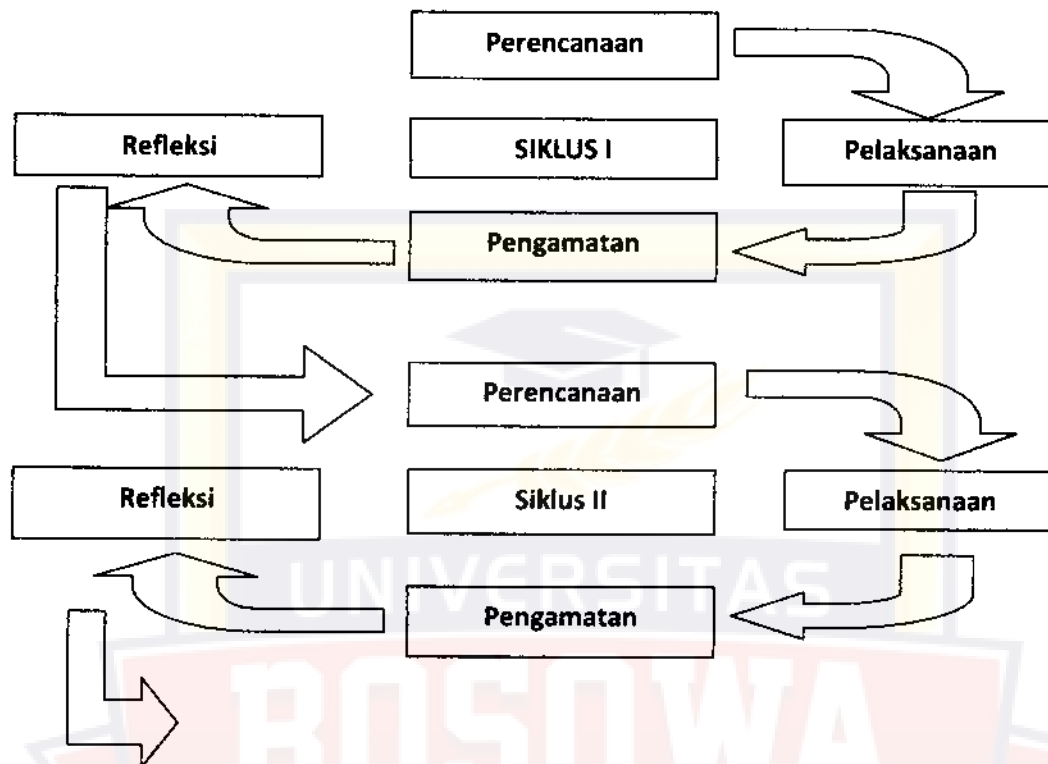 Perencanaan
Refleksi
SIKLUS I
Pelaksanaan
Pengamatan
Perencanaan
Refleksi
Siklus II
Pelaksanaan
Pengamatan
UNIVERSITAS
BOSOWA